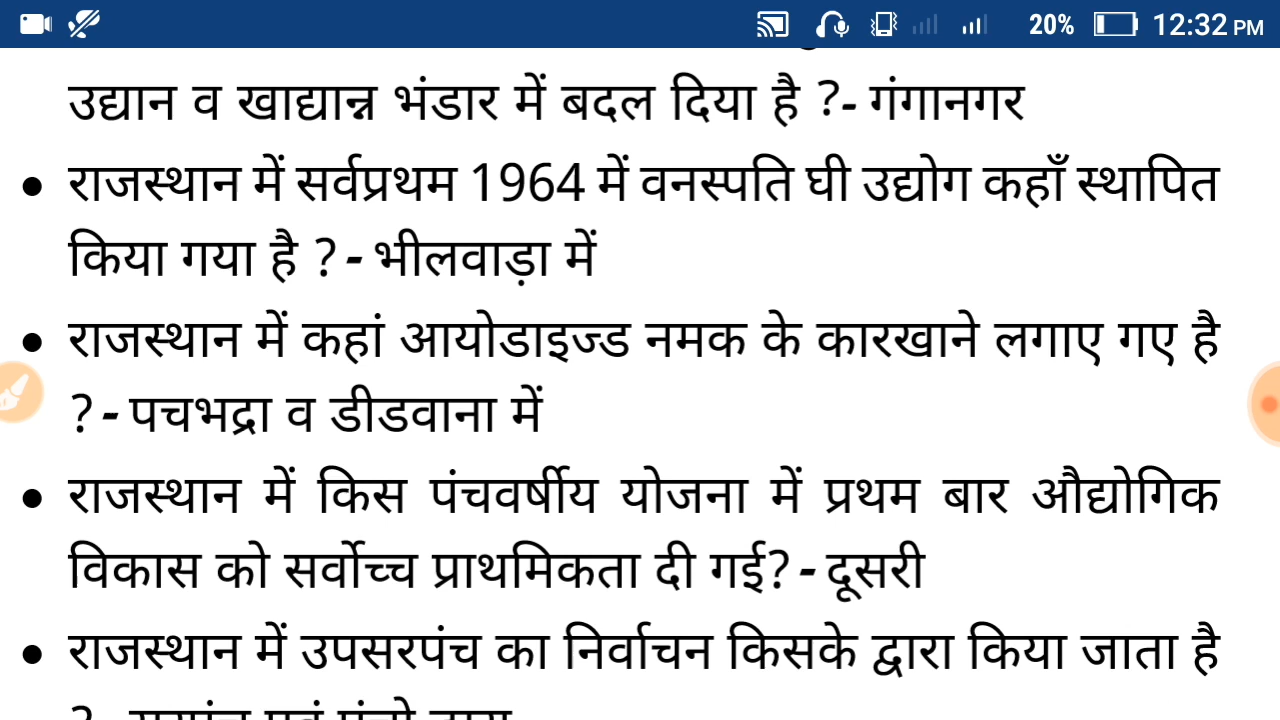 20% 12:32 PM
उद्यान व खाद्यान्न भंडार में बदल दिया है ?- गंगानगर
• राजस्थान में सर्वप्रथम 1964 में वनस्पति घी उद्योग कहाँ स्थापित
किया गया है ? - भीलवाड़ा में
• राजस्थान में कहां आयोडाइज्ड नमक के कारखाने लगाए गए है
? - पचभद्रा व डीडवाना में
• राजस्थान में किस पंचवर्षीय योजना में प्रथम बार औद्योगिक
विकास को सर्वोच्च प्राथमिकता दी गई? - दूसरी
• राजस्थान में उपसरपंच का निर्वाचन किसके द्वारा किया जाता है